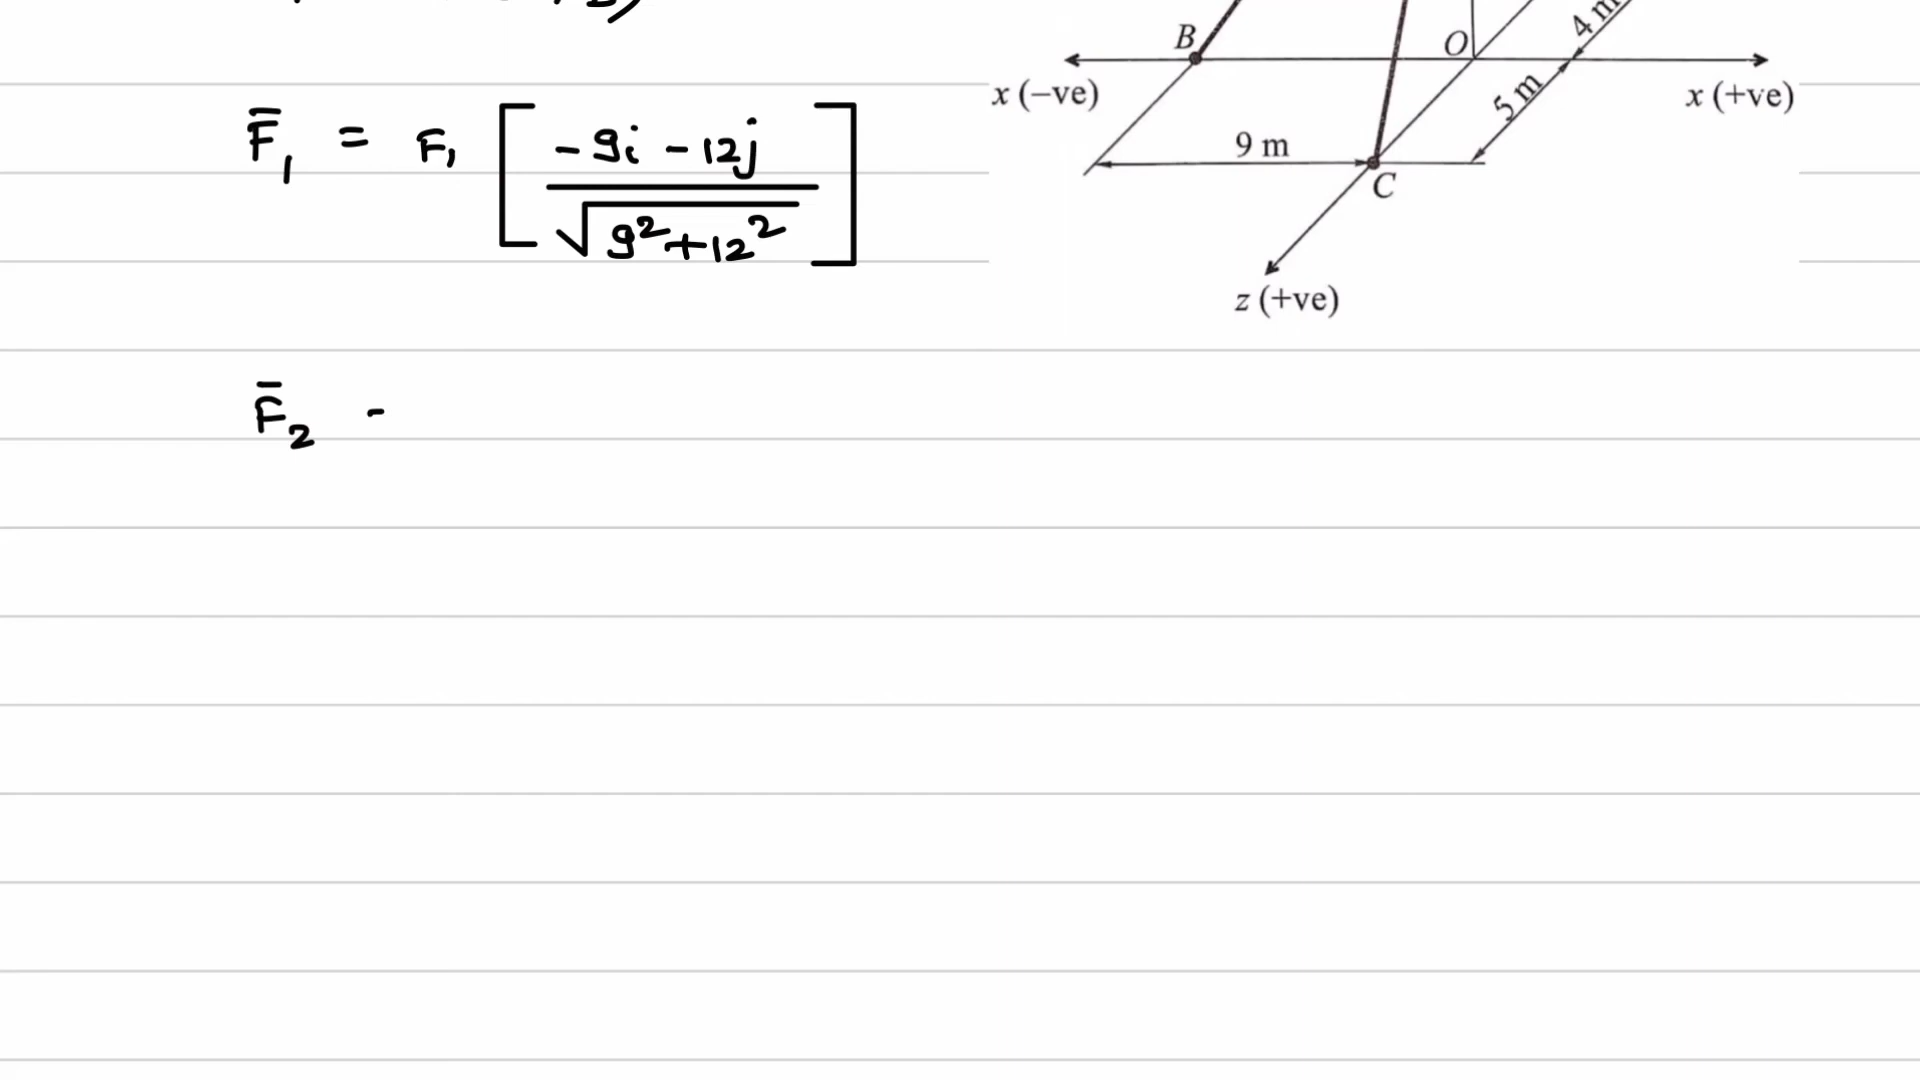 B
O
4 m
x (−ve)
x (+ve)
5 m
9 m
C
z (+ve)
F̄₁ = F₁ [ (-9i - 12j) / √(9² + 12²) ]
F̄₂ -